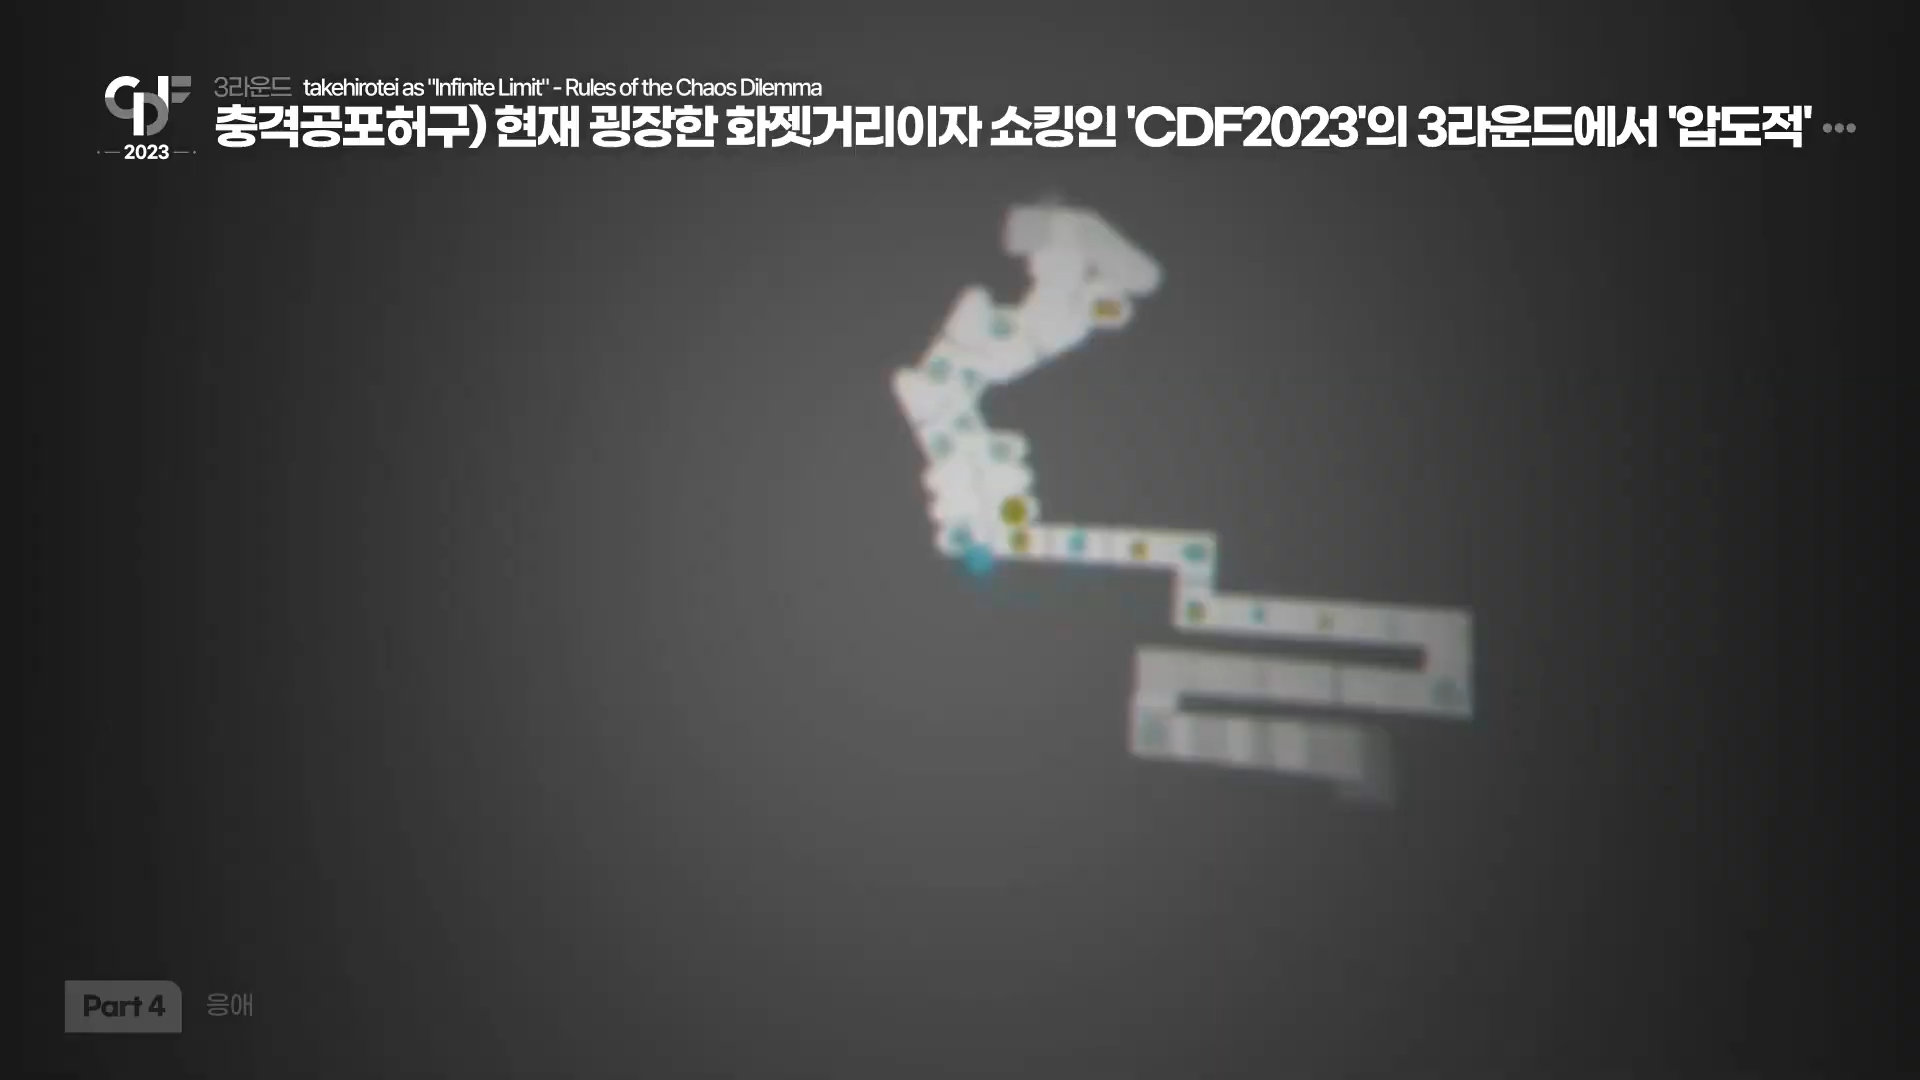 CDF
2023
3라운드 takehirotei as "Infinite Limit" - Rules of the Chaos Dilemma
충격공포허구) 현재 굉장한 화젯거리이자 쇼킹인 'CDF2023'의 3라운드에서 '압도적' •••
Part 4 응애